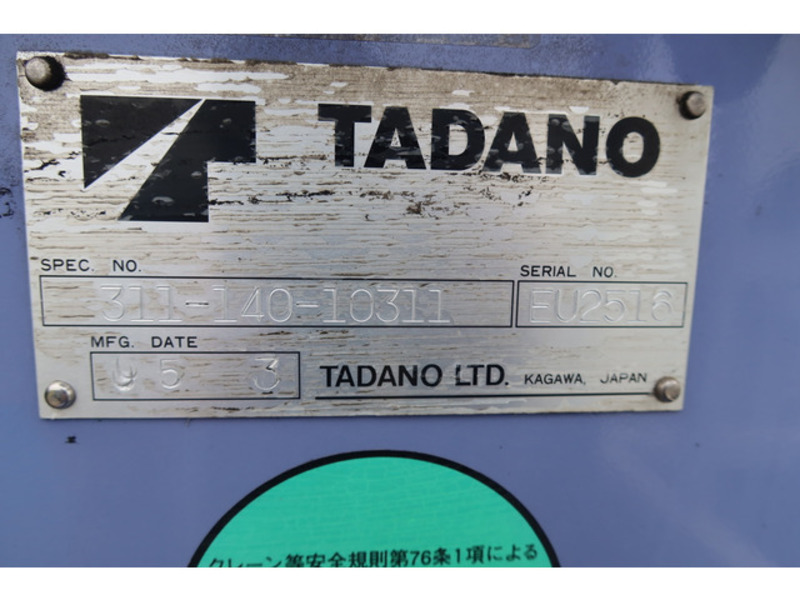 TADANO
SPEC. NO.
311-140-10311
SERIAL NO.
EU2516
MFG. DATE
3
TADANO LTD. KAGAWA, JAPAN
クレーン等安全規則第76条1項による